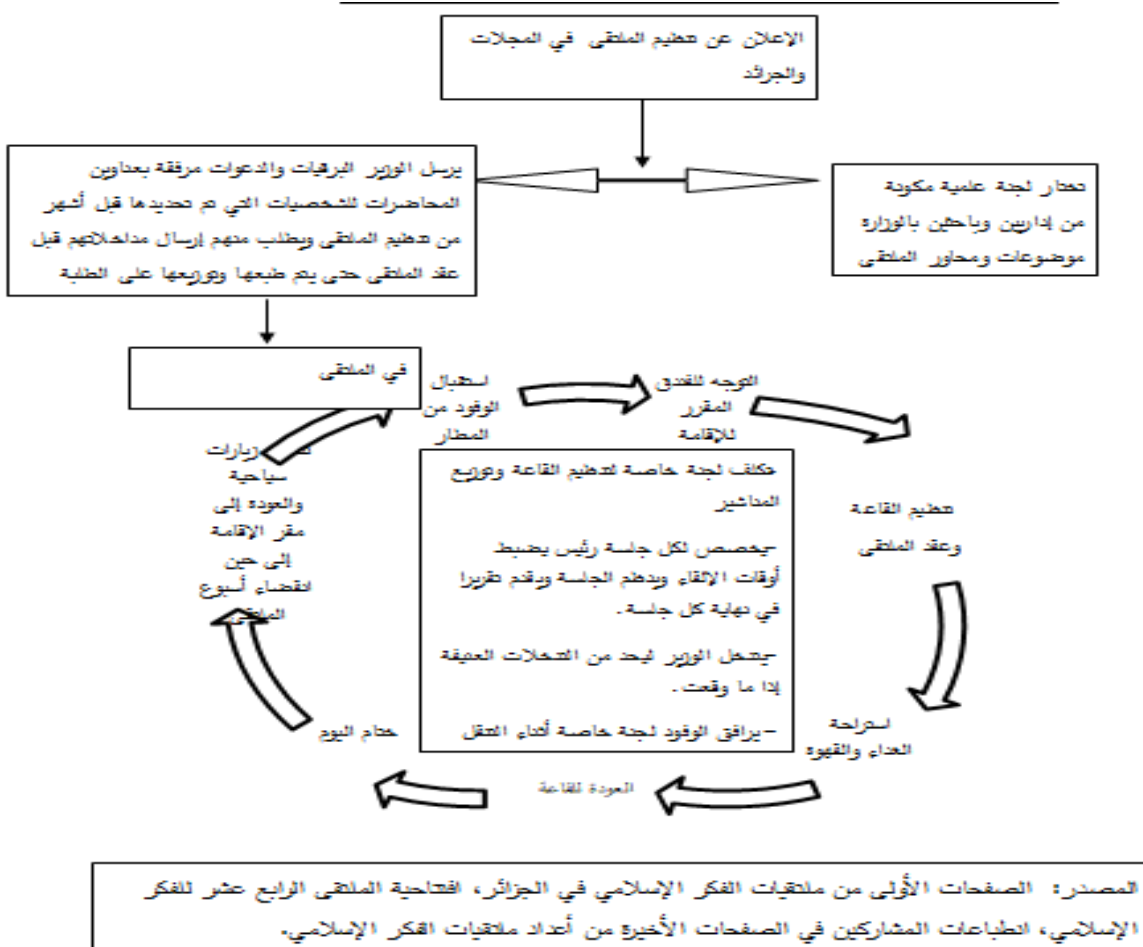 الإعلان عن تنظيم الملتقى في المجلات
والجرائد
تختار لجنة علمية مكونة
من إداريين وباحثين بالوزارة
موضوعات ومحاور الملتقى
يرسل الوزير البرقيات والدعوات مرفقة بعناوين
المحاضرات للشخصيات التي تم تحديدها قبل أشهر
من تنظيم الملتقى ويطلب منهم إرسال مداخلاتهم قبل
عقد الملتقى حتى يتم طبعها وتوزيعها على الطلبة
في الملتقى
استقبال
الوفود من
المطار
التوجه للفندق
المقرر
للإقامة
تنظيم القاعة
وعقد الملتقى
استراحة
الغداء والقهوة
العودة للقاعة
ختام اليوم
زيارات
سياحية
والعودة إلى
مقر الإقامة
إلى حين
انقضاء أسبوع
الملتقى
تكلف لجنة خاصة لتنظيم القاعة وتوزيع
المناشير
-يخصص لكل جلسة رئيس يضبط
أوقات الإلقاء وينظم الجلسة ويقدم تقريرا
في نهاية كل جلسة.
-يتدخل الوزير ليحد من التدخلات العنيفة
إذا ما وقعت.
-يرافق الوفود لجنة خاصة أثناء التنقل
المصدر: الصفحات الأولى من ملتقيات الفكر الإسلامي في الجزائر، افتتاحية الملتقى الرابع عشر للفكر
الإسلامي، انطباعات المشاركين في الصفحات الأخيرة من أعداد ملتقيات الفكر الإسلامي.